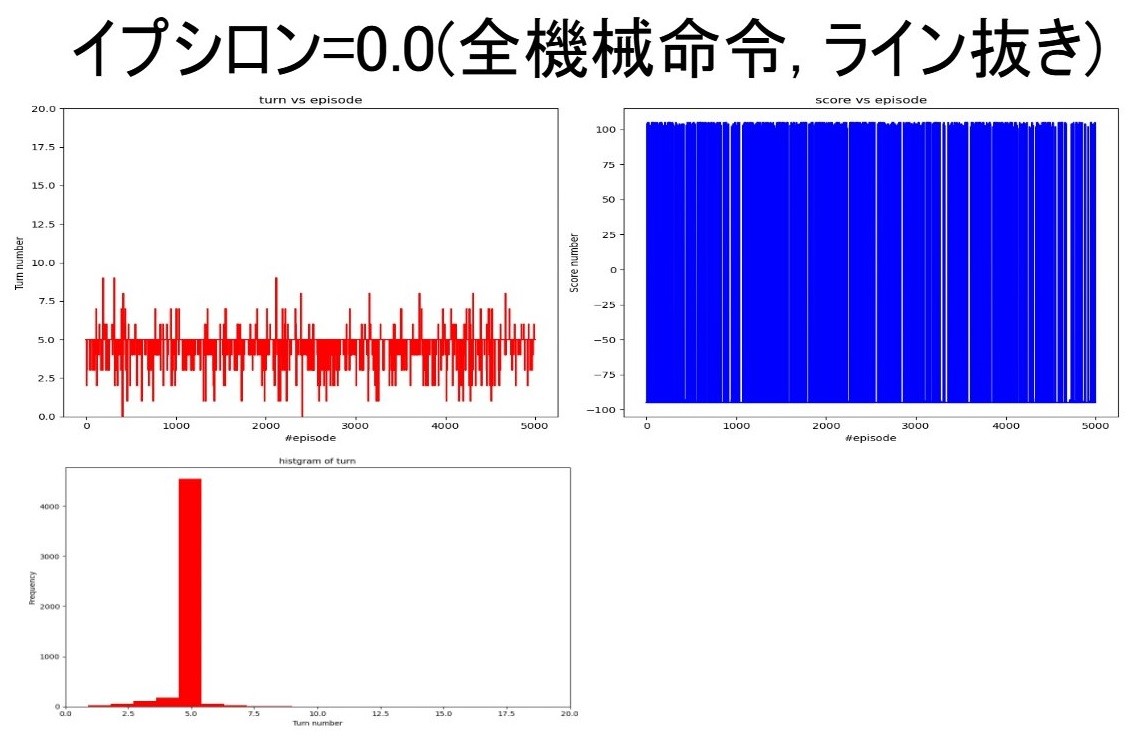 イプシロン=0.0(全機械命令, ライン抜き)
turn vs episode
20.0
17.5
15.0
12.5
10.0
7.5
5.0
2.5
0.0
Turn number
0 1000 2000 3000 4000 5000
#episode
score vs episode
100
75
50
25
0
−25
−50
−75
−100
Score number
0 1000 2000 3000 4000 5000
#episode
histgram of turn
4000
3000
2000
1000
0
Frequency
0.0 2.5 5.0 7.5 10.0 12.5 15.0 17.5 20.0
Turn number